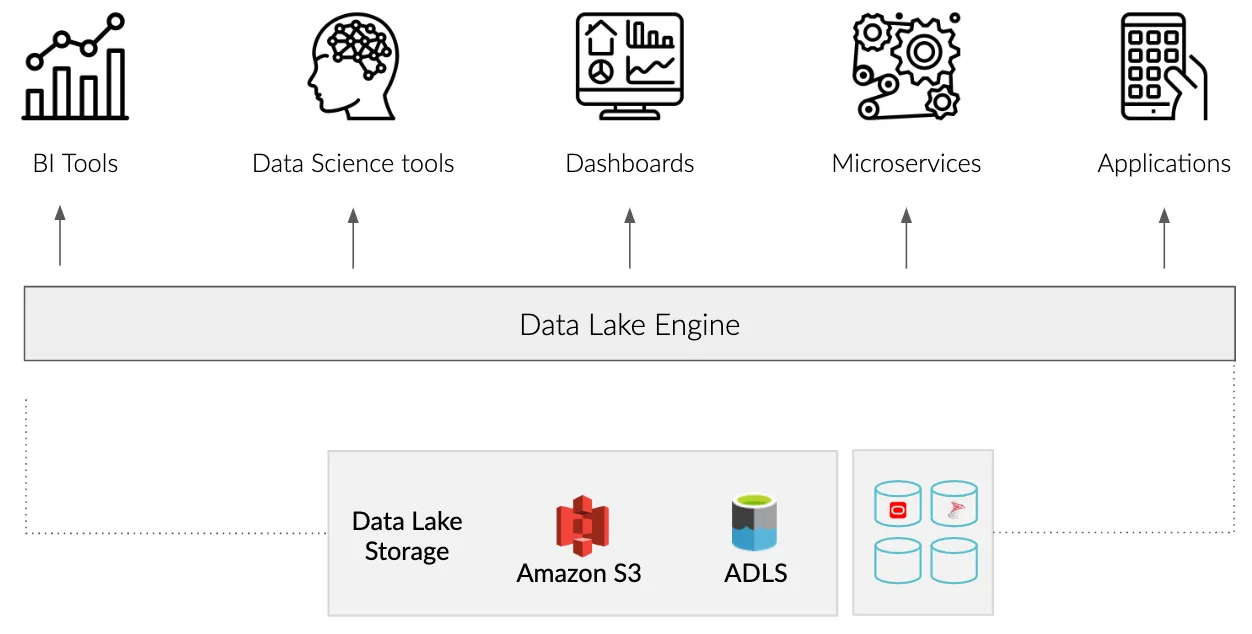 BI Tools
Data Science tools
Dashboards
Microservices
Applications
Data Lake Engine
Data Lake
Storage
Amazon S3
ADLS